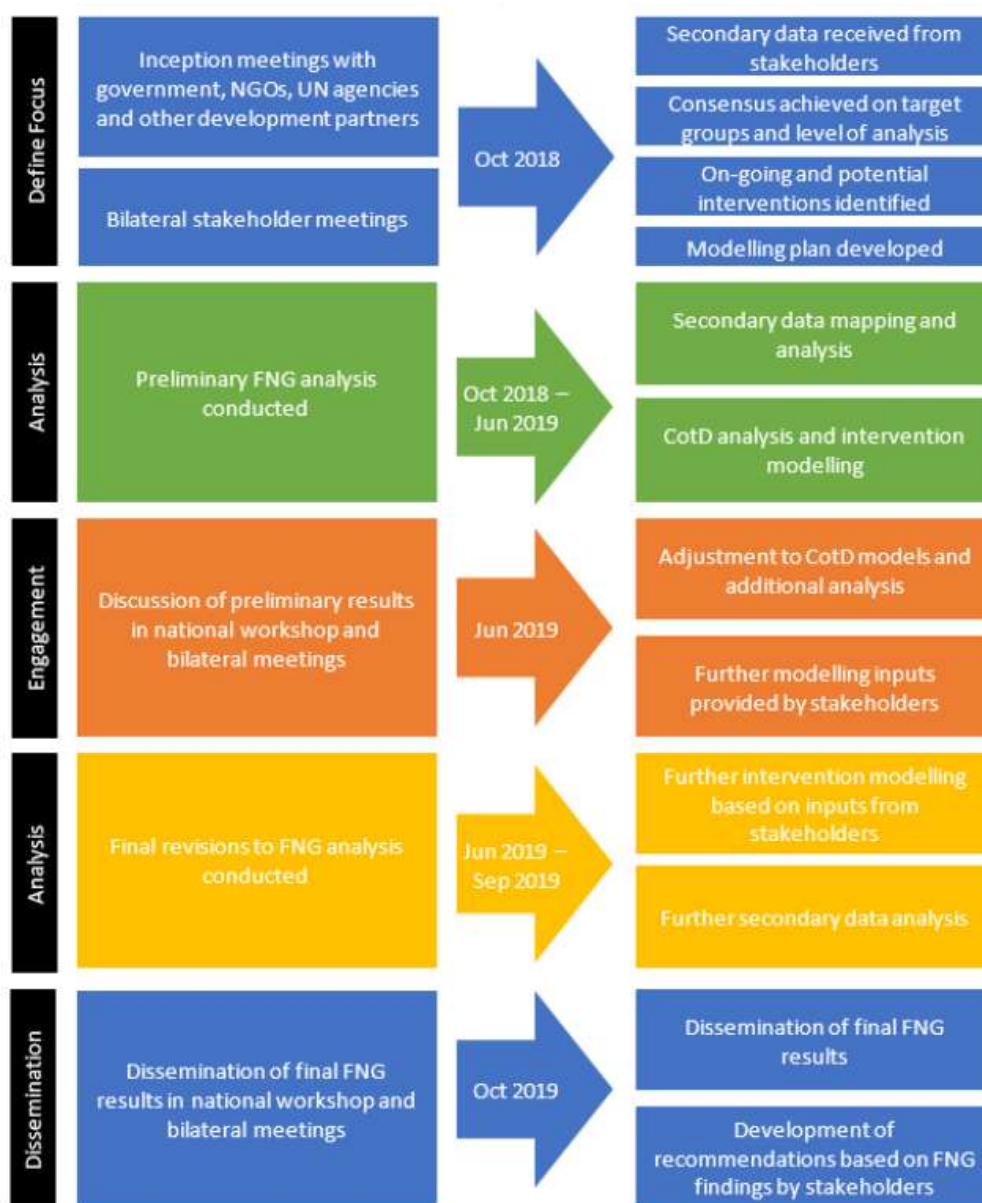 Define Focus
Inception meetings with
government, NGOs, UN agencies
and other development partners
Bilateral stakeholder meetings
Oct 2018
Secondary data received from
stakeholders
Consensus achieved on target
groups and level of analysis
On-going and potential
interventions identified
Modelling plan developed
Analysis
Preliminary FNG analysis
conducted
Oct 2018 –
Jun 2019
Secondary data mapping and
analysis
CotD analysis and intervention
modelling
Engagement
Discussion of preliminary results
in national workshop and
bilateral meetings
Jun 2019
Adjustment to CotD models and
additional analysis
Further modelling inputs
provided by stakeholders
Analysis
Final revisions to FNG analysis
conducted
Jun 2019 –
Sep 2019
Further intervention modelling
based on inputs from
stakeholders
Further secondary data analysis
Dissemination
Dissemination of final FNG
results in national workshop and
bilateral meetings
Oct 2019
Dissemination of final FNG
results
Development of
recommendations based on FNG
findings by stakeholders